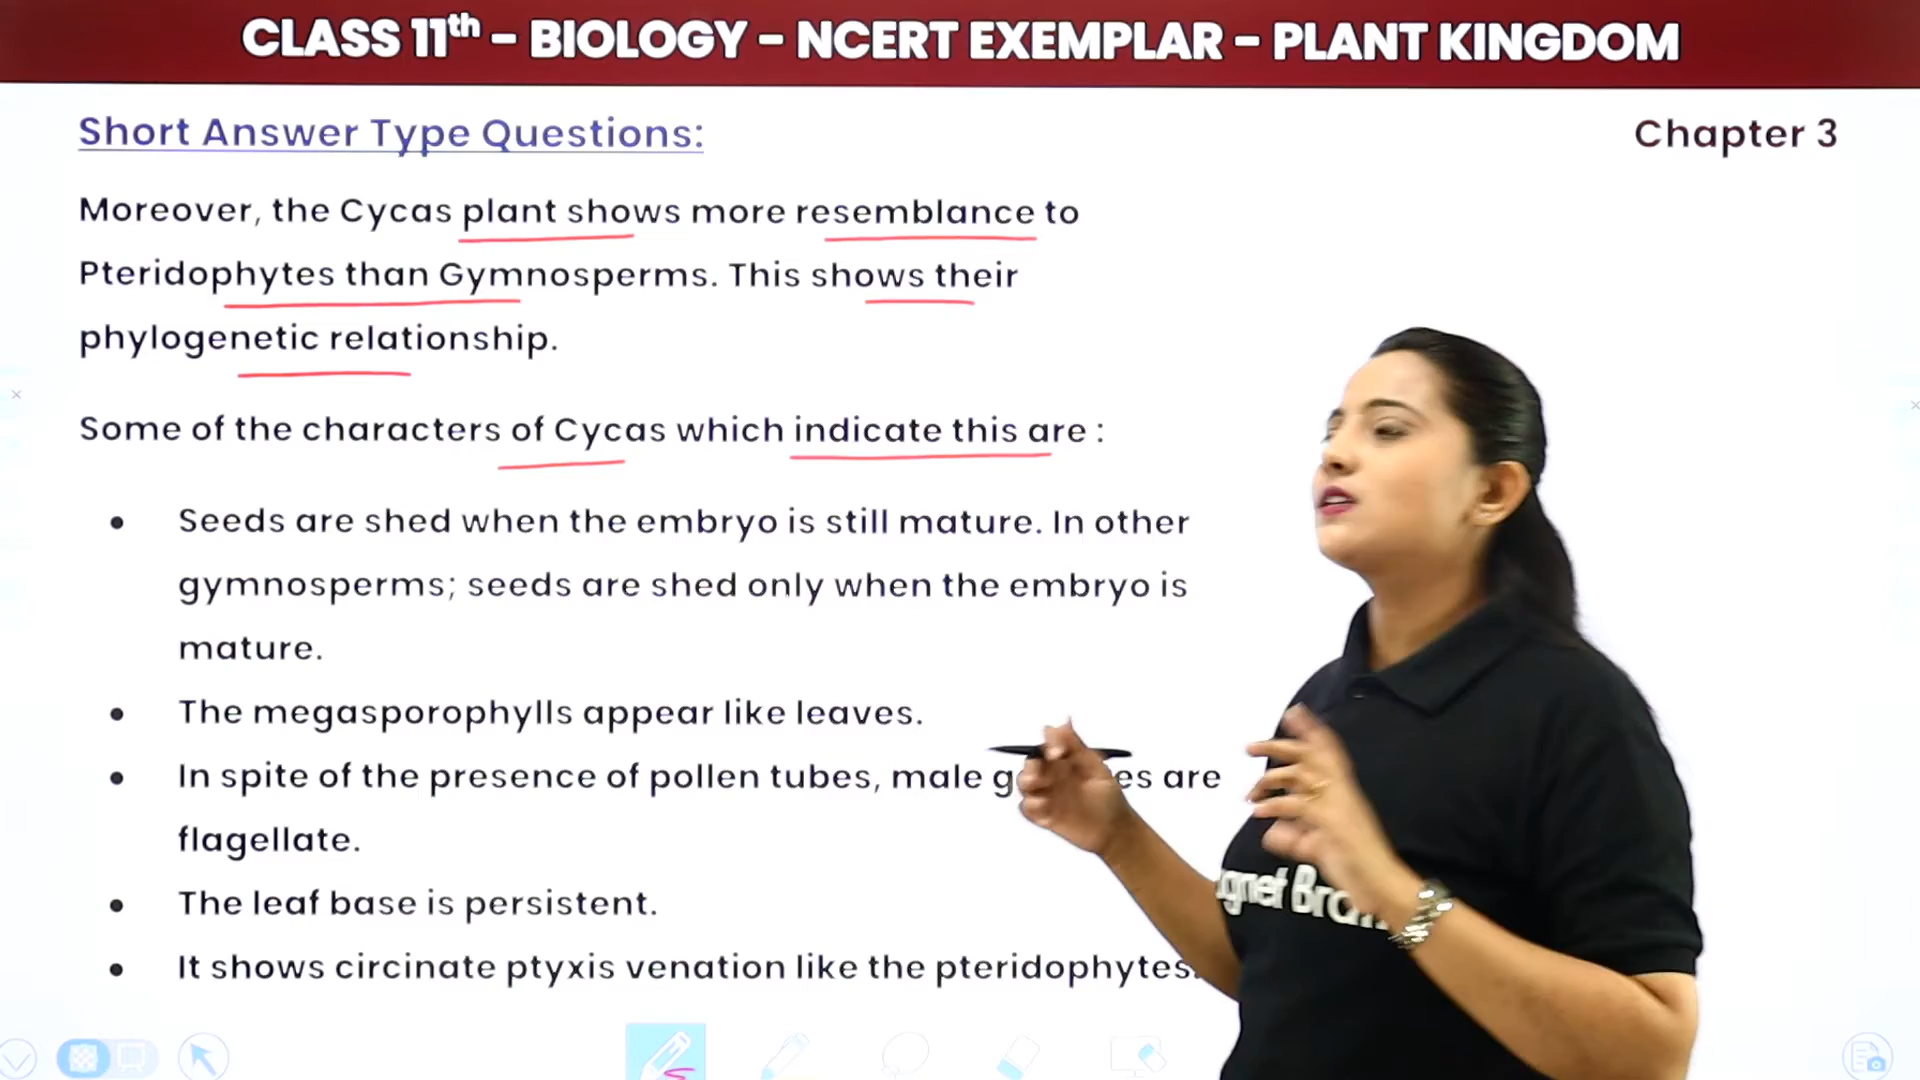 CLASS 11th - BIOLOGY - NCERT EXEMPLAR - PLANT KINGDOM
Short Answer Type Questions:
Chapter 3
Moreover, the Cycas plant shows more resemblance to
Pteridophytes than Gymnosperms. This shows their
phylogenetic relationship.
Some of the characters of Cycas which indicate this are :
• Seeds are shed when the embryo is still mature. In other
gymnosperms; seeds are shed only when the embryo is
mature.
• The megasporophylls appear like leaves.
• In spite of the presence of pollen tubes, male are
flagellate.
• The leaf base is persistent.
• It shows circinate ptyxis venation like the pteridophytes.